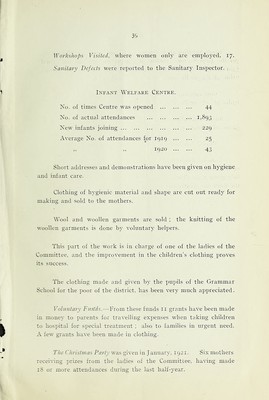 35
Workshops Visited, where women only are employed, 17.
Sanitary Defects were reported to the Sanitary Inspector.
Infant Welfare Centre.
No. of times Centre was opened ... ... ... 44
No. of actual attendances ... ... ... 1,893
New infants joining ... ... ... ... ... 229
Average No. of attendances for 1919 ... ... 25
,, ,, 1920 ... ... 43
Short addresses and demonstrations have been given on hygiene
and infant care.
Clothing of hygienic material and shape are cut out ready for
making and sold to the mothers.
Wool and woollen garments are sold; the knitting of the
woollen garments is done by voluntary helpers.
This part of the work is in charge of one of the ladies of the
Committee, and the improvement in the children's clothing proves
its success.
The clothing made and given by the pupils of the Grammar
School for the poor of the district, has been very much appreciated.
Voluntary Funds.—From these funds 11 grants have been made
in money to parents for travelling expenses when taking children
to hospital for special treatment; also to families in urgent need.
A few grants have been made in clothing.
The Christmas Party was given in January, 1921. Six mothers
receiving prizes from the ladies of the Committee, having made
18 or more attendances during the last half-year.